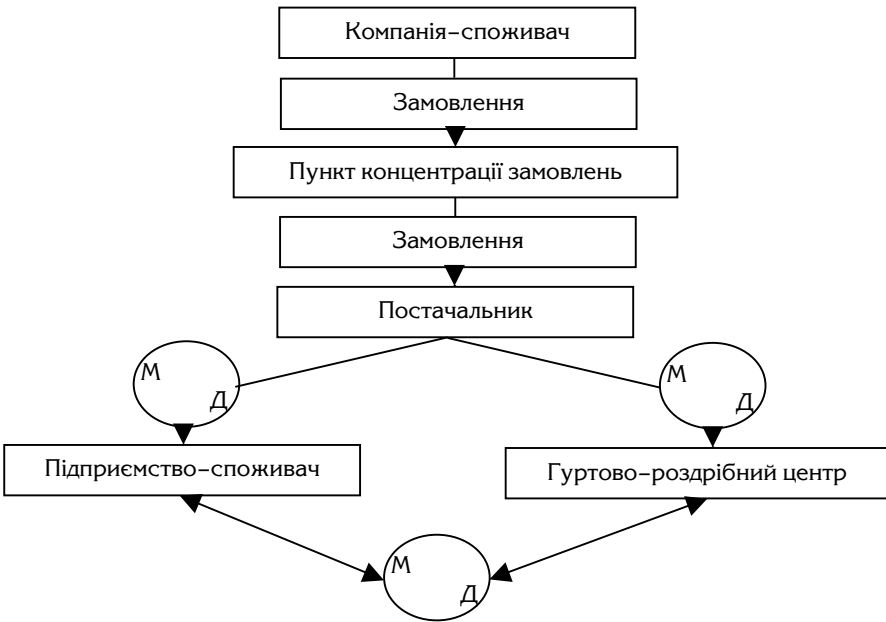 Компанія-споживач
Замовлення
Пункт концентрації замовлень
Замовлення
Постачальник
М
Д
М
Д
Підприємство-споживач
Гуртово-роздрібний центр
М
Д